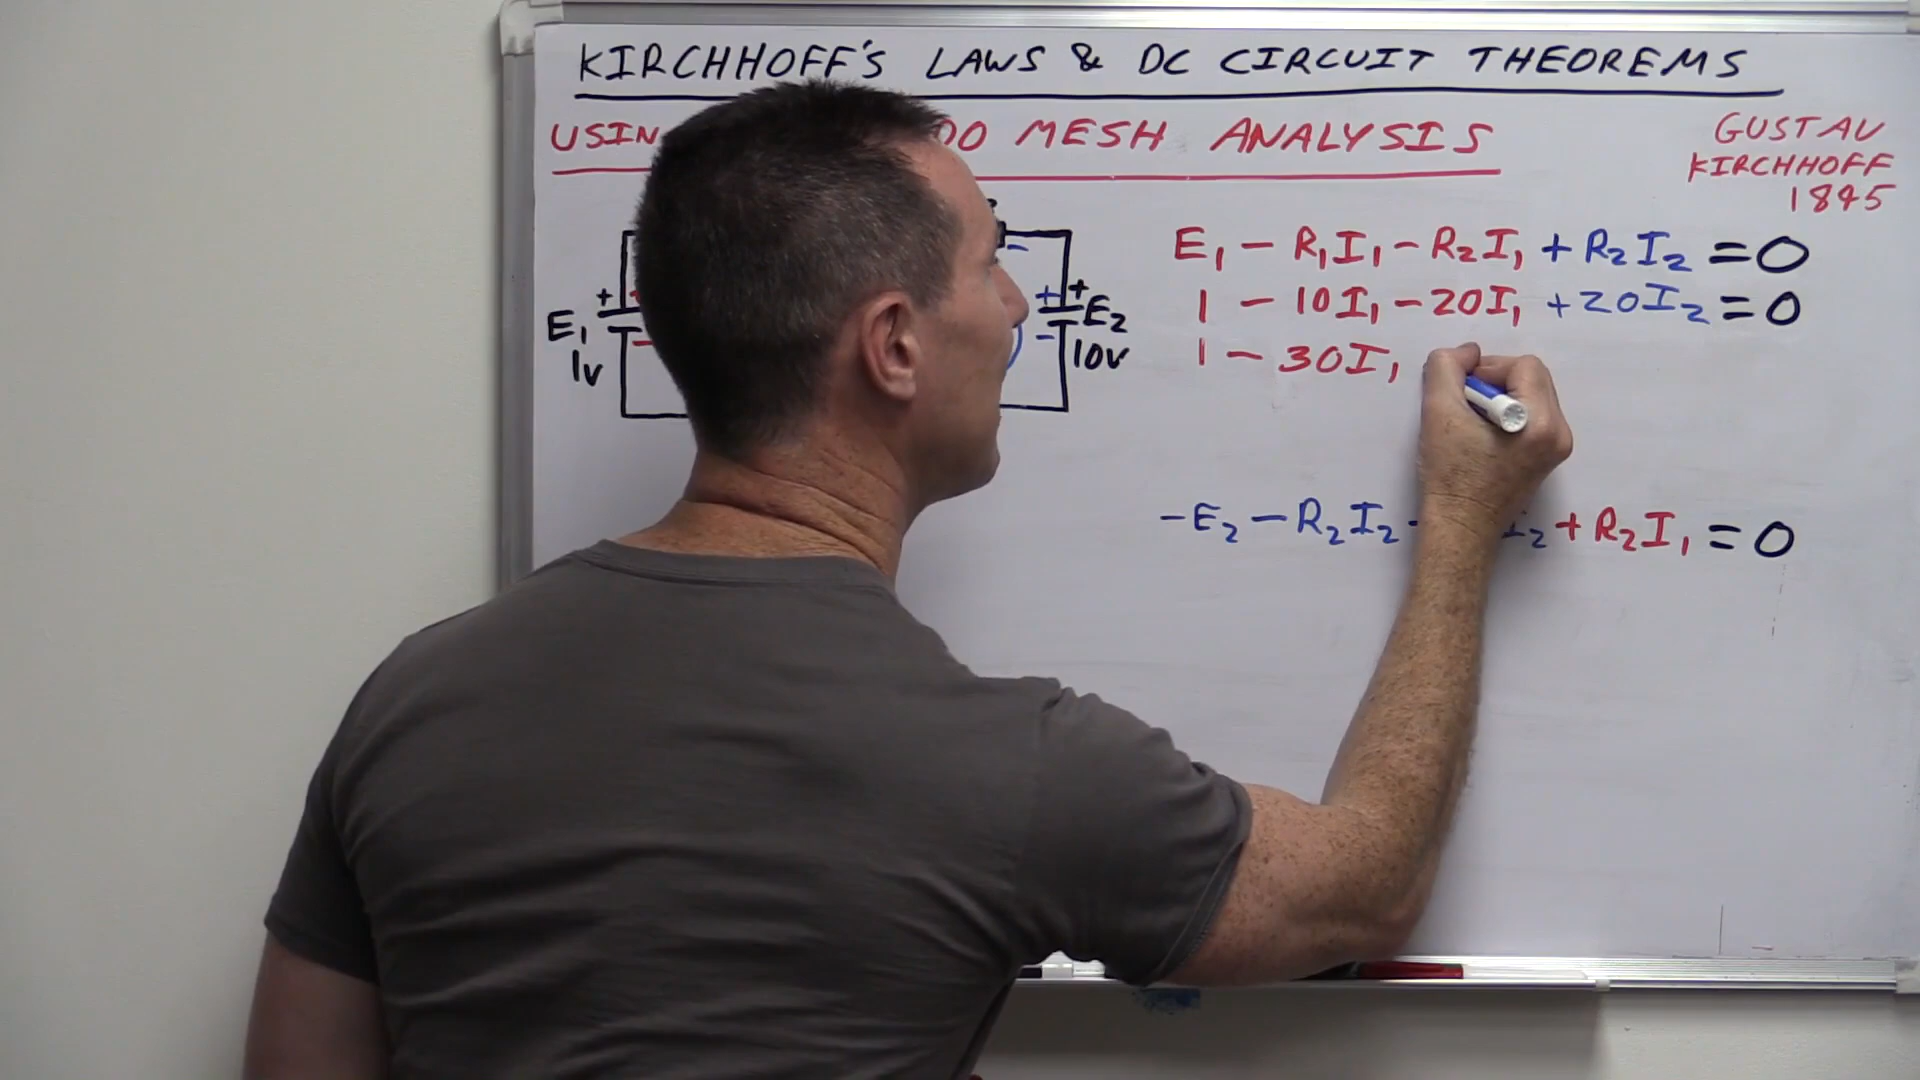 KIRCHHOFF'S LAWS & DC CIRCUIT THEOREMS
USIN DO MESH ANALYSIS
GUSTAV
KIRCHHOFF
1845
E₁ – R₁I₁ – R₂I₁ + R₂I₂ = 0
1 – 10I₁ – 20I₁ + 20I₂ = 0
1 – 30I₁
-E₂ – R₂I₂ - I₂ + R₂I₁ = 0
+
E₁
1v
+ +
E₂
10v